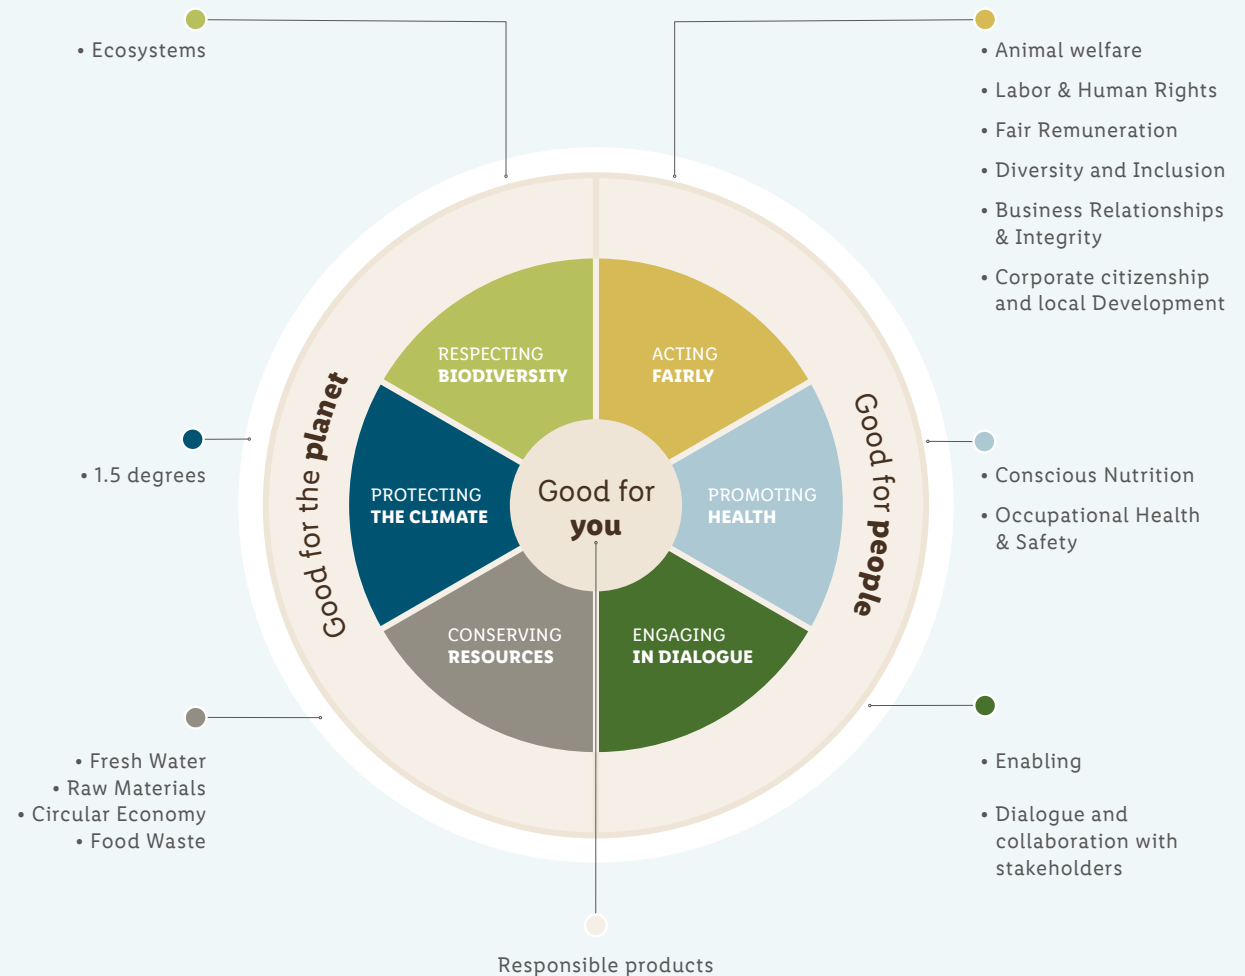 • Ecosystems
• Animal welfare
• Labor & Human Rights
• Fair Remuneration
• Diversity and Inclusion
• Business Relationships
& Integrity
• Corporate citizenship
and local Development
RESPECTING
BIODIVERSITY
ACTING
FAIRLY
Good for the planet
Good for people
• 1.5 degrees
PROTECTING
THE CLIMATE
Good for
you
PROMOTING
HEALTH
• Conscious Nutrition
• Occupational Health
& Safety
CONSERVING
RESOURCES
ENGAGING
IN DIALOGUE
• Fresh Water
• Raw Materials
• Circular Economy
• Food Waste
• Enabling
• Dialogue and
collaboration with
stakeholders
Responsible products